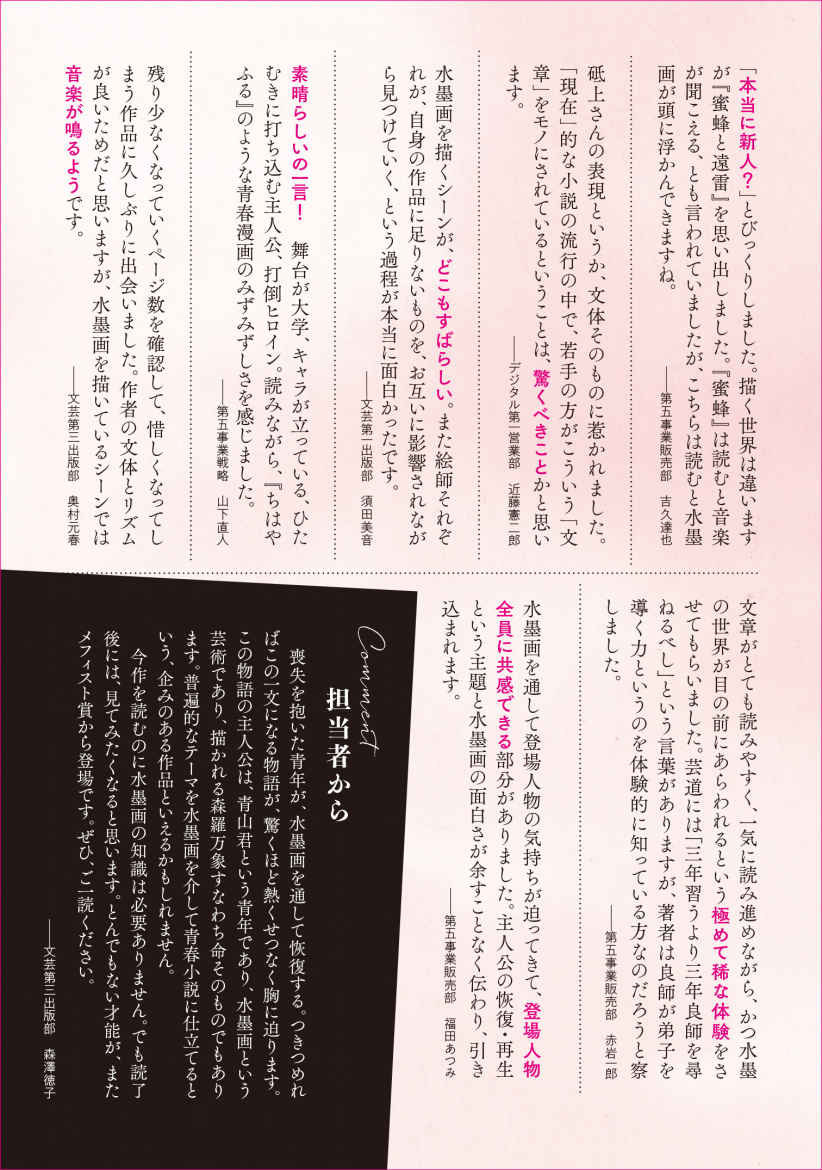 「本当に新人？」とびっくりしました。描く世界は違います
が『蜜蜂と遠雷』を思い出しました。『蜜蜂』は読むと音楽
が聞こえる、とも言われていましたが、こちらは読むと水墨
画が頭に浮かんできますね。
──第五事業販売部　吉久達也
砥上さんの表現というか、文体そのものに惹かれました。
「現在」的な小説の流行の中で、若手の方がこういう「文
章」をモノにされているということは、驚くべきことかと思い
ます。
──デジタル第一営業部　近藤憲二郎
水墨画を描くシーンが、どこもすばらしい。また絵師それぞ
れが、自身の作品に足りないものを、お互いに影響されなが
ら見つけていく、という過程が本当に面白かったです。
──文芸第一出版部　須田美音
素晴らしいの一言！　舞台が大学、キャラが立っている、ひた
むきに打ち込む主人公、打倒ヒロイン。読みながら、『ちはや
ふる』のような青春漫画のみずみずしさを感じました。
──第五事業戦略　山下直人
残り少なくなっていくページ数を確認して、惜しくなってし
まう作品に久しぶりに出会いました。作者の文体とリズム
が良いためだと思いますが、水墨画を描いているシーンでは
音楽が鳴るようです。
──文芸第三出版部　奥村元春
文章がとても読みやすく、一気に読み進めながら、かつ水墨
の世界が目の前にあらわれるという極めて稀な体験をさ
せてもらいました。芸道には「三年習うより三年良師を尋
ねるべし」という言葉がありますが、著者は良師が弟子を
導く力というのを体験的に知っている方なのだろうと察
しました。
──第五事業販売部　赤岩一郎
水墨画を通して登場人物の気持ちが迫ってきて、登場人物
全員に共感できる部分がありました。主人公の恢復・再生
という主題と水墨画の面白さが余すことなく伝わり、引き
込まれます。
──第五事業販売部　福田あつみ
Comment
担当者から
喪失を抱いた青年が、水墨画を通して恢復する。つきつめれ
ばこの一文になる物語が、驚くほど熱くせつなく胸に迫ります。
この物語の主人公は、青山君という青年であり、水墨画という
芸術であり、描かれる森羅万象すなわち命そのものでもあり
ます。普遍的なテーマを水墨画を介して青春小説に仕立てると
いう、企みのある作品といえるかもしれません。
今作を読むのに水墨画の知識は必要ありません。でも読了
後には、見てみたくなると思います。とんでもない才能が、また
メフィスト賞から登場です。ぜひ、ご一読ください。
──文芸第三出版部　森澤徳子